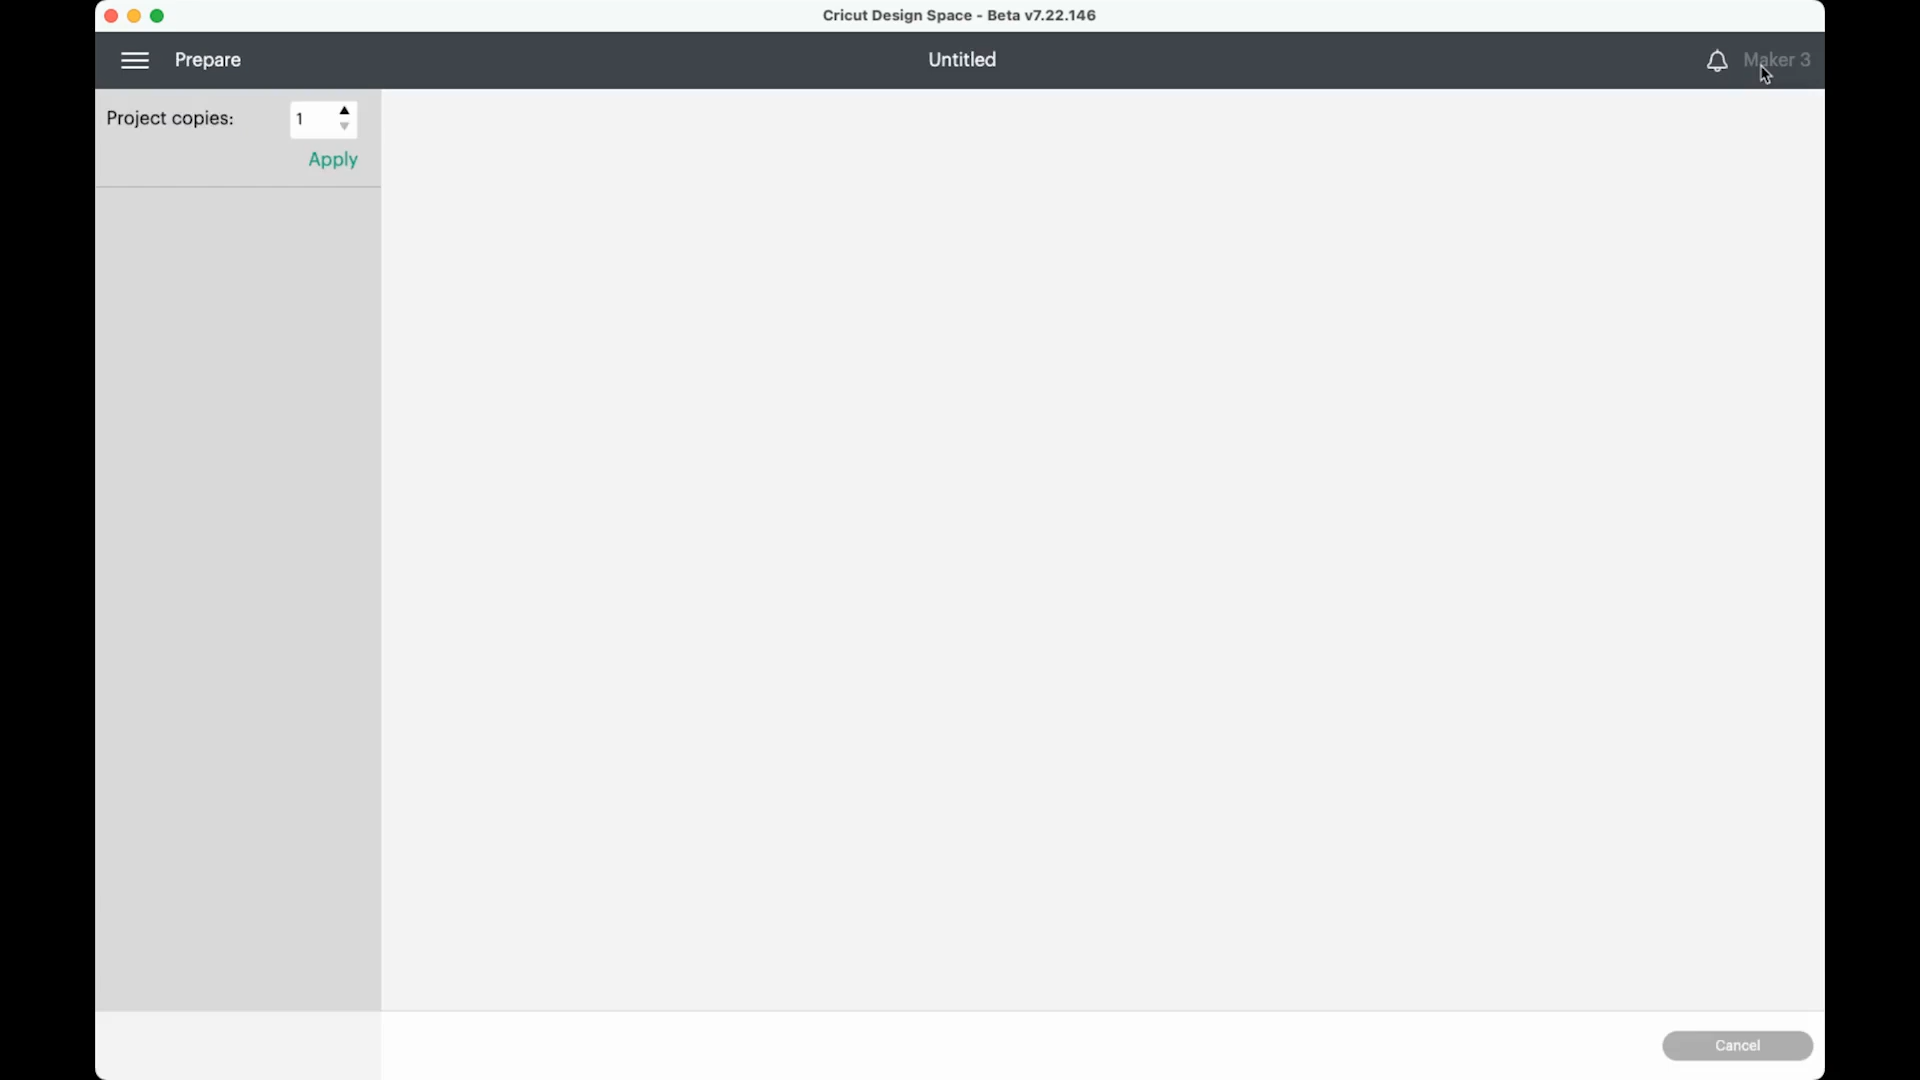 Cricut Design Space - Beta v7.22.146
Prepare
Untitled
Maker 3
Project copies:
1
Apply
Cancel